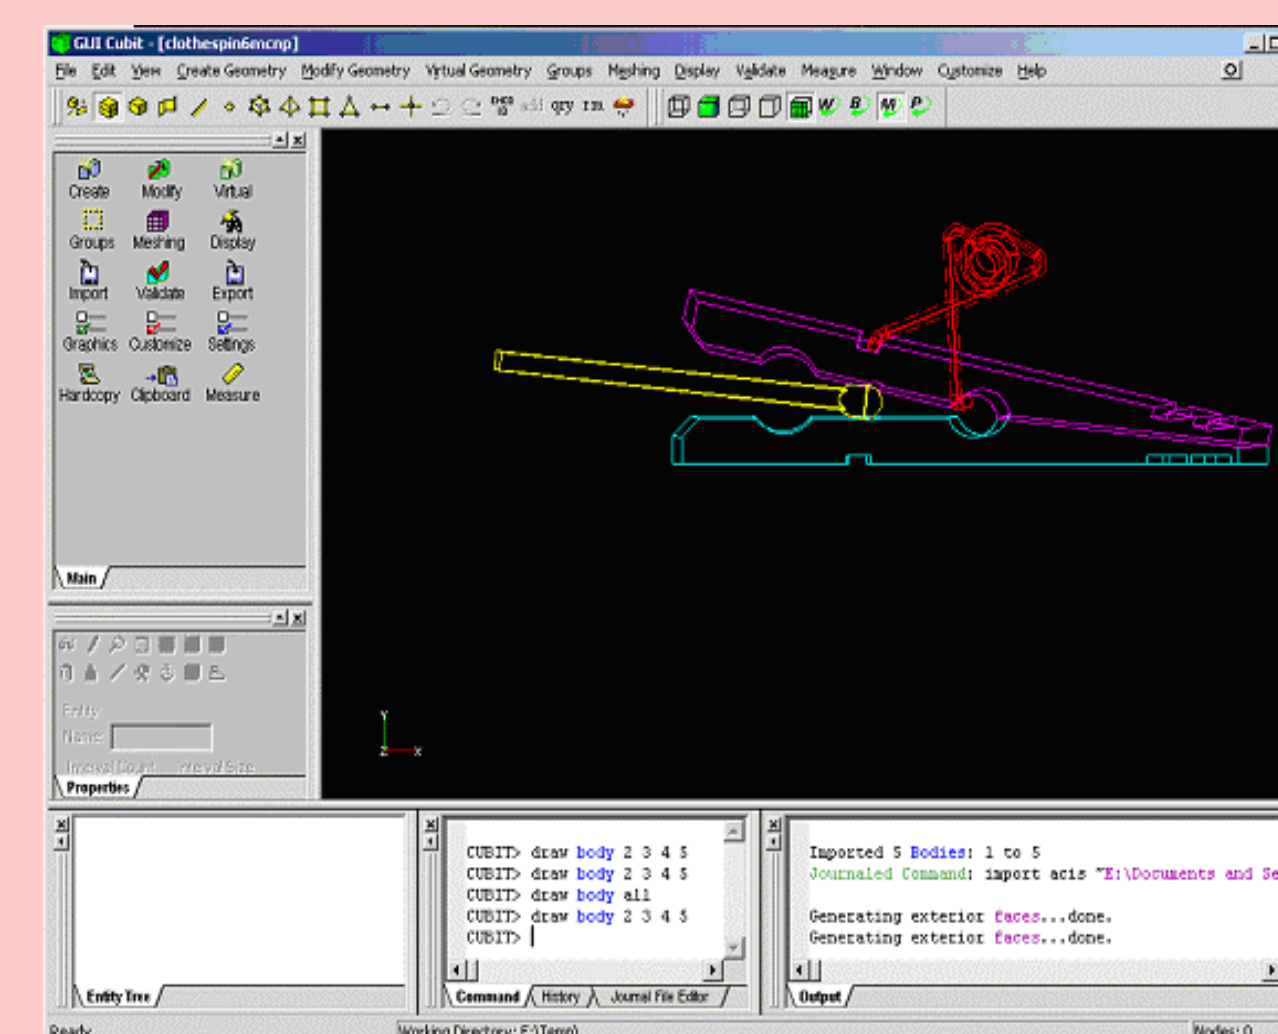 GUI Cubit - [clothespin6mcnp]
File Edit View Create Geometry Modify Geometry Virtual Geometry Groups Meshing Display Validate Measure Window Customize Help
qry W B M P
Create Modify Virtual
Groups Meshing Display
Import Validate Export
Graphics Customize Settings
Hardcopy Clipboard Measure
Main
Entity:
Name:
Interval Count Interval Size
Properties
Y
Z X
CUBIT> draw body 2 3 4 5
CUBIT> draw body 2 3 4 5
CUBIT> draw body all
CUBIT> draw body 2 3 4 5
CUBIT>
Imported 5 Bodies: 1 to 5
Journaled Command: import acis "E:\Documents and Se
Generating exterior faces...done.
Generating exterior faces...done.
Entity Tree
Command History Journal File Editor
Output
Ready Working Directory: E:\Temp\ Nodes: 0